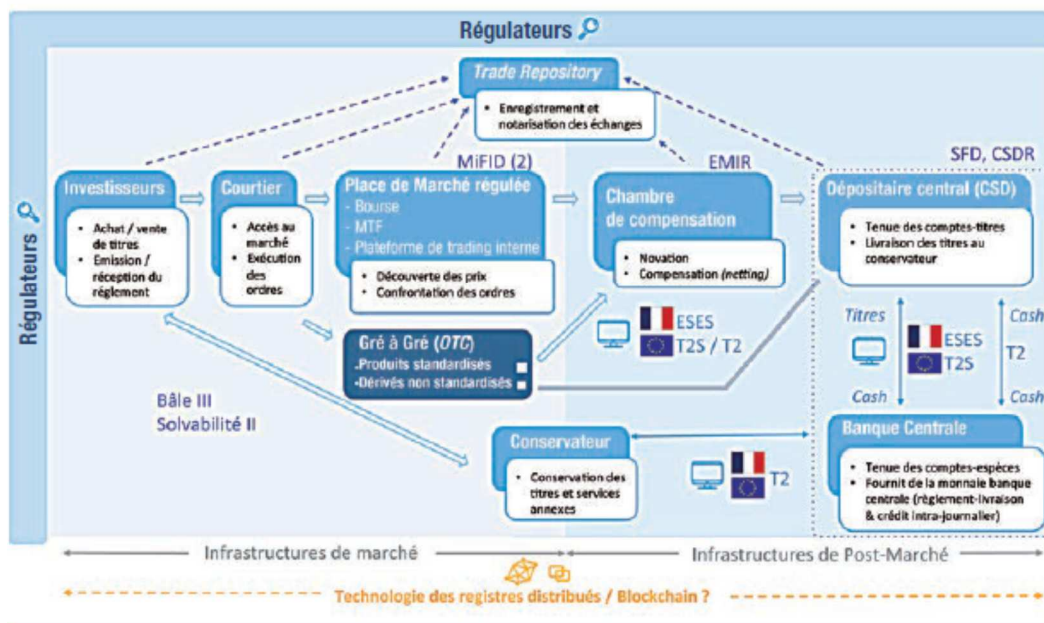 Régulateurs
Régulateurs
Trade Repository
• Enregistrement et
notarisation des échanges
MiFID (2)
EMIR
SFD, CSDR
Investisseurs
• Achat / vente
de titres
• Emission /
réception du
réglement
Courtier
• Accès au
marché
• Exécution
des
ordres
Place de Marché régulée
- Bourse
- MTF
- Plateforme de trading interne
• Découverte des prix
• Confrontation des ordres
Chambre
de compensation
• Novation
• Compensation (netting)
Dépositaire central (CSD)
• Tenue des comptes-titres
• Livraison des titres au
conservateur
Gré à Gré (OTC)
-Produits standardisés
-Dérivés non standardisés
ESES
T2S / T2
Titres
Cash
ESES
T2S
T2
Cash
Cash
Bâle III
Solvabilité II
Conservateur
• Conservation des
titres et services
annexes
T2
Banque Centrale
• Tenue des comptes-espèces
• Fournit de la monnaie banque
centrale (règlement-livraison
& crédit intra-journalier)
Infrastructures de marché
Infrastructures de Post-Marché
Technologie des registres distribués / Blockchain ?